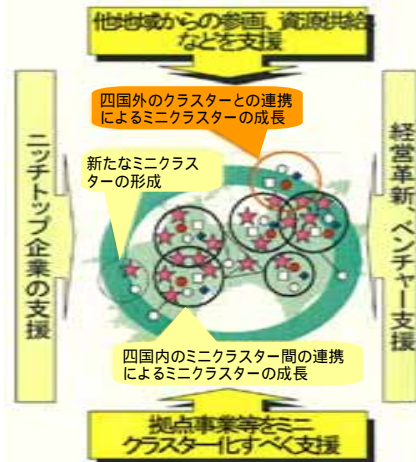 他地域からの参画、資源供給
などを支援
四国外のクラスターとの連携
によるミニクラスターの成長
新たなミニクラス
ターの形成
ニッチトップ企業の支援
経営革新、ベンチャー支援
四国内のミニクラスター間の連携
によるミニクラスターの成長
拠点事業等をミニ
クラスター化すべく支援